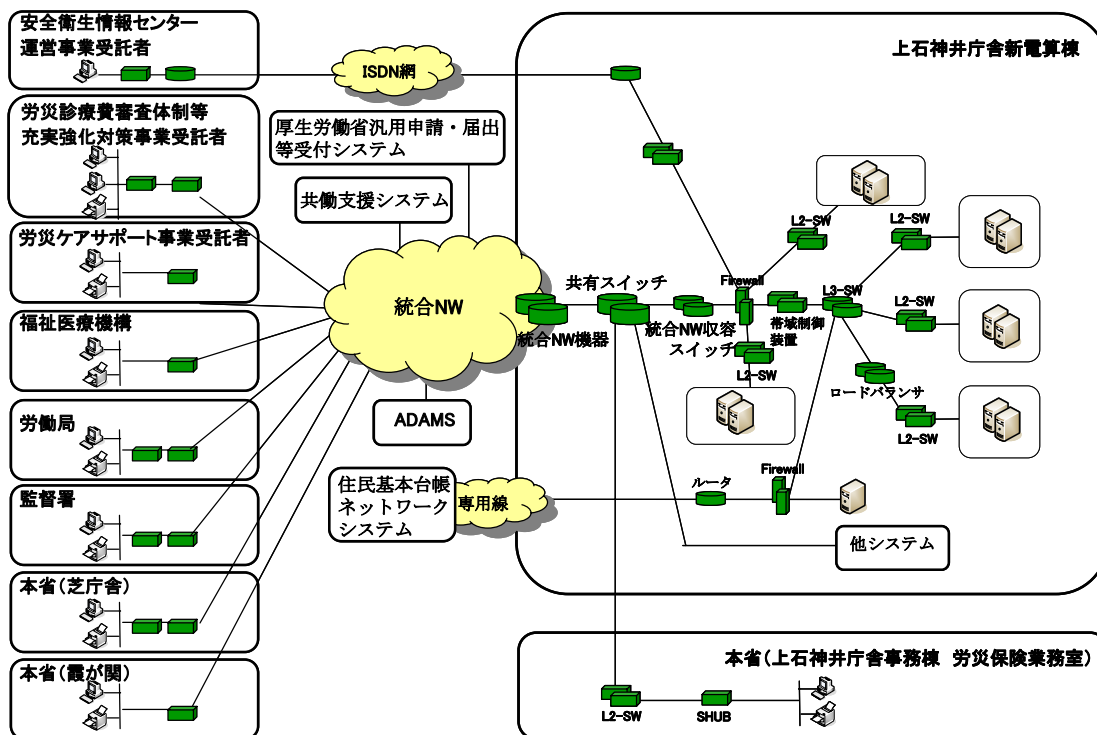 安全衛生情報センター
運営事業受託者
労災診療費審査体制等
充実強化対策事業受託者
労災ケアサポート事業受託者
福祉医療機構
労働局
監督署
本省(芝庁舎)
本省(霞が関)
ISDN網
厚生労働省汎用申請・届出
等受付システム
共働支援システム
統合NW
ADAMS
住民基本台帳
ネットワーク
システム
専用線
上石神井庁舎新電算棟
統合NW機器
共有スイッチ
統合NW収容
スイッチ
Firewall
L2-SW
L2-SW
帯域制御
装置
L3-SW
L2-SW
L2-SW
ロードバランサ
L2-SW
ルータ
Firewall
他システム
本省(上石神井庁舎事務棟 労災保険業務室)
L2-SW
SHUB